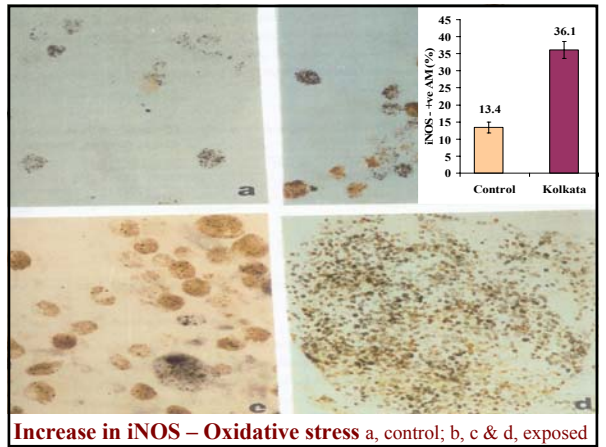 45
40
35
30
25
20
15
10
5
0
iNOS - +ve AM (%)
13.4
36.1
Control
Kolkata
a
c
d
Increase in iNOS – Oxidative stress a, control; b, c & d, exposed